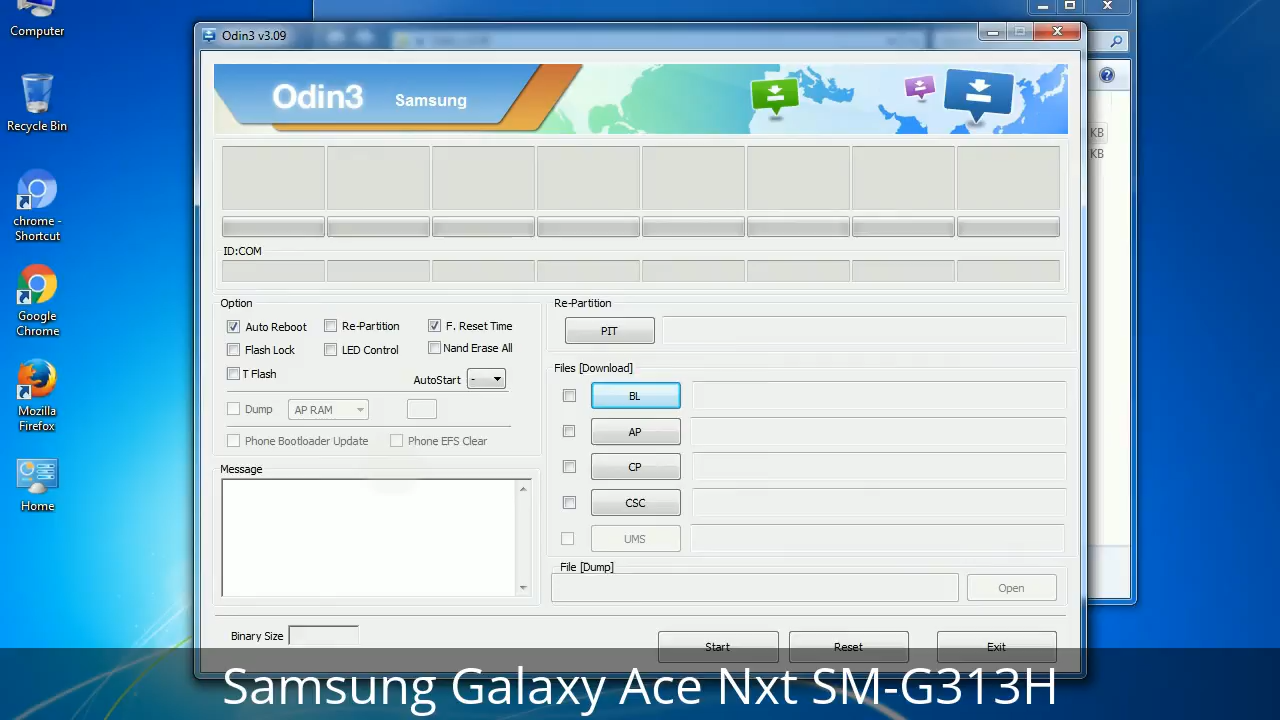 Computer
Recycle Bin
chrome -
Shortcut
Google
Chrome
Mozilla
Firefox
Home
Odin3 v3.09
KB
KB
Odin3 Samsung
ID:COM
Option
Auto Reboot
Re-Partition
F. Reset Time
Flash Lock
LED Control
Nand Erase All
T Flash
AutoStart -
Dump AP RAM
Phone Bootloader Update
Phone EFS Clear
Message
Re-Partition
PIT
Files [Download]
BL
AP
CP
CSC
UMS
File [Dump]
Open
Binary Size
Start
Reset
Exit
Samsung Galaxy Ace Nxt SM-G313H